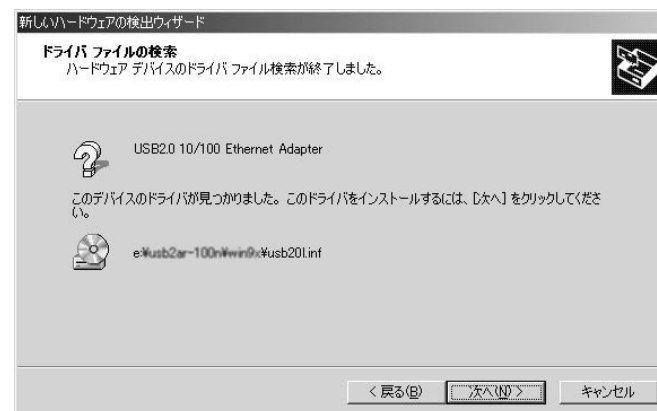 新しいハードウェアの検出ウィザード
ドライバ ファイルの検索
ハードウェア デバイスのドライバ ファイル検索が終了しました。
USB2.0 10/100 Ethernet Adapter
このデバイスのドライバが見つかりました。このドライバをインストールするには、[次へ] をクリックしてくださ
い。
e:¥usb2ar-100n¥win9x¥usb20l.inf
< 戻る(B)
次へ(N) >
キャンセル